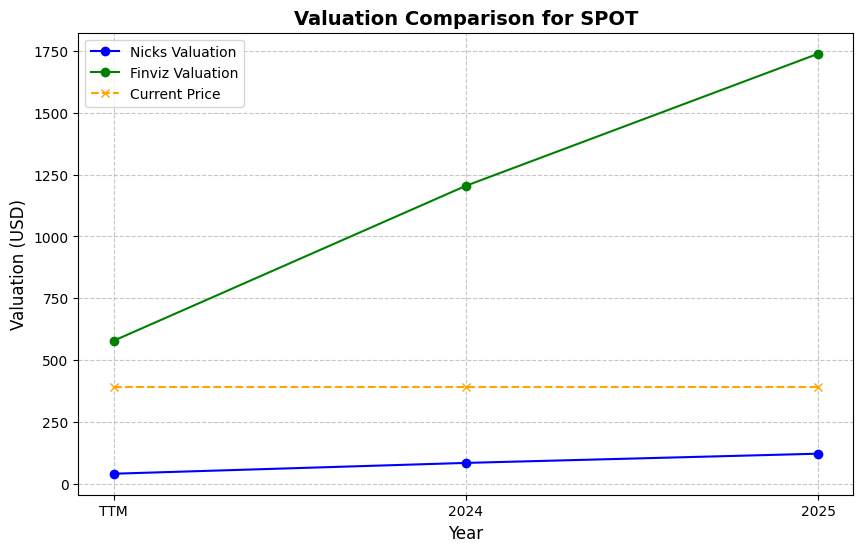 Valuation Comparison for SPOT
Nicks Valuation
Finviz Valuation
Current Price
Valuation (USD)
1750
1500
1250
1000
750
500
250
0
TTM
2024
2025
Year